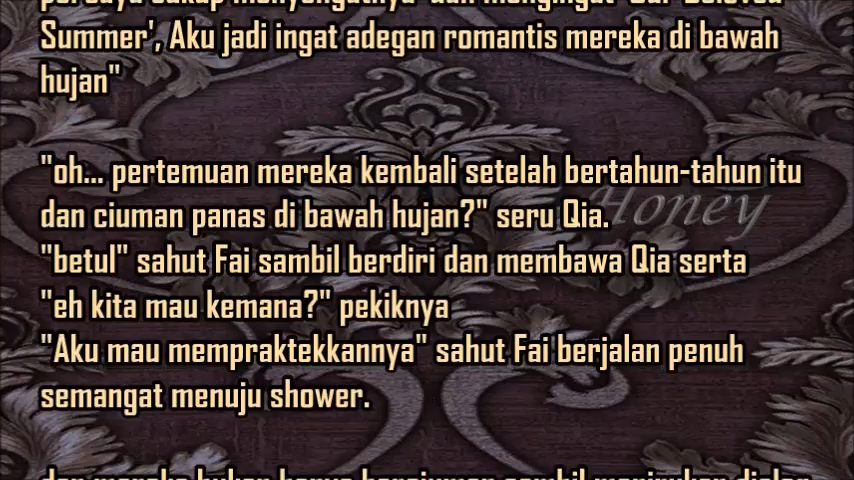 Summer', Aku jadi ingat adegan romantis mereka di bawah
hujan"
"oh... pertemuan mereka kembali setelah bertahun-tahun itu
dan ciuman panas di bawah hujan?" seru Qia.
Honey
"betul" sahut Fai sambil berdiri dan membawa Qia serta
"eh kita mau kemana?" pekiknya
"Aku mau mempraktekkannya" sahut Fai berjalan penuh
semangat menuju shower.